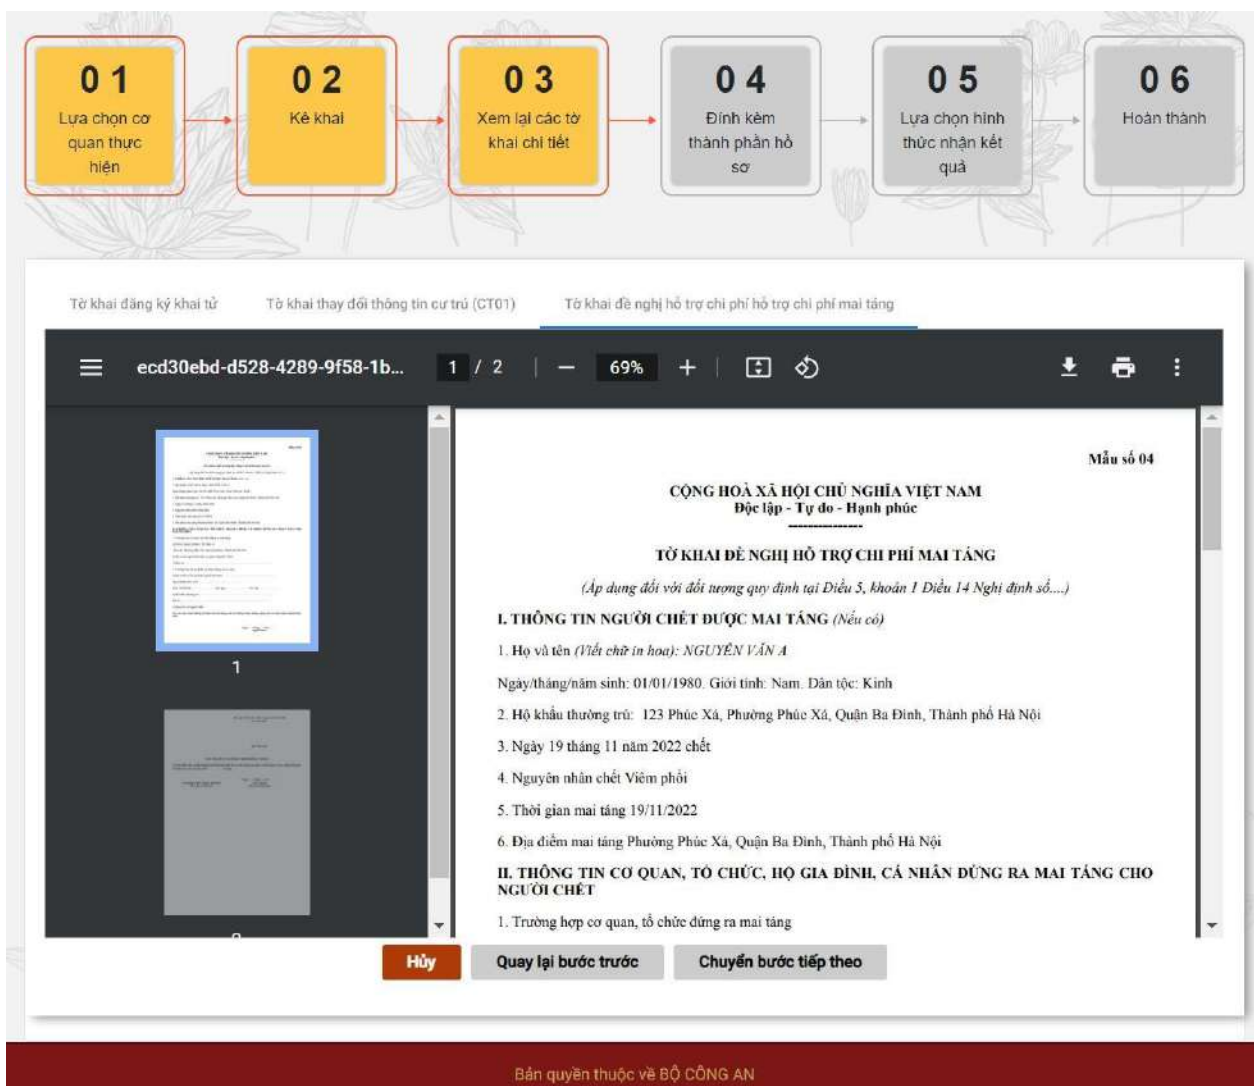 0 1
Lựa chọn cơ
quan thực
hiện
0 2
Kê khai
0 3
Xem lại các tờ
khai chi tiết
0 4
Đính kèm
thành phần hồ
sơ
0 5
Lựa chọn hình
thức nhận kết
quả
0 6
Hoàn thành
Tờ khai đăng ký khai tử
Tờ khai thay đổi thông tin cư trú (CT01)
Tờ khai đề nghị hỗ trợ chi phí hỗ trợ chi phí mai táng
ecd30ebd-d528-4289-9f58-1b...
1 / 2
69%
1
Mẫu số 04
CỘNG HOÀ XÃ HỘI CHỦ NGHĨA VIỆT NAM
Độc lập - Tự do - Hạnh phúc
---------------
TỜ KHAI ĐỀ NGHỊ HỖ TRỢ CHI PHÍ MAI TÁNG
(Áp dụng đối với đối tượng quy định tại Điều 5, khoản 1 Điều 14 Nghị định số....)
I. THÔNG TIN NGƯỜI CHẾT ĐƯỢC MAI TÁNG (Nếu có)
1. Họ và tên (Viết chữ in hoa): NGUYỄN VĂN A
Ngày/tháng/năm sinh: 01/01/1980. Giới tính: Nam. Dân tộc: Kinh
2. Hộ khẩu thường trú: 123 Phúc Xá, Phường Phúc Xá, Quận Ba Đình, Thành phố Hà Nội
3. Ngày 19 tháng 11 năm 2022 chết
4. Nguyên nhân chết Viêm phổi
5. Thời gian mai táng 19/11/2022
6. Địa điểm mai táng Phường Phúc Xá, Quận Ba Đình, Thành phố Hà Nội
II. THÔNG TIN CƠ QUAN, TỔ CHỨC, HỘ GIA ĐÌNH, CÁ NHÂN ĐỨNG RA MAI TÁNG CHO
NGƯỜI CHẾT
1. Trường hợp cơ quan, tổ chức đứng ra mai táng
Hủy
Quay lại bước trước
Chuyển bước tiếp theo
Bản quyền thuộc về BỘ CÔNG AN